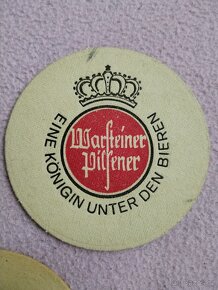 Warsteiner
Pilsener
EINE KÖNIGIN UNTER DEN BIEREN